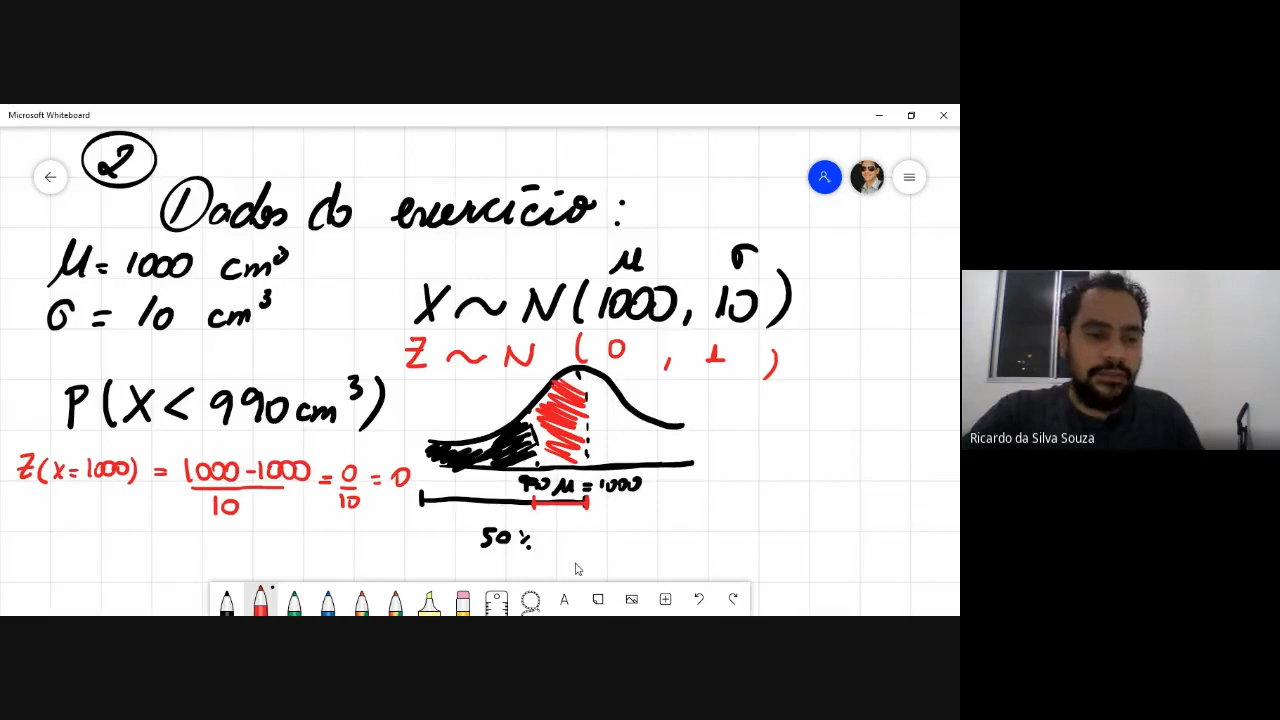 Microsoft Whiteboard
2
Dados do exercício:
μ = 1000 cm³
σ = 10 cm³
μ σ
X ~ N(1000, 10)
Z ~ N (0, 1)
P(X < 990 cm³)
Z(x=1000) = 1000-1000/10 = 0/10 = 0
990 μ = 1000
50 %
Ricardo da Silva Souza